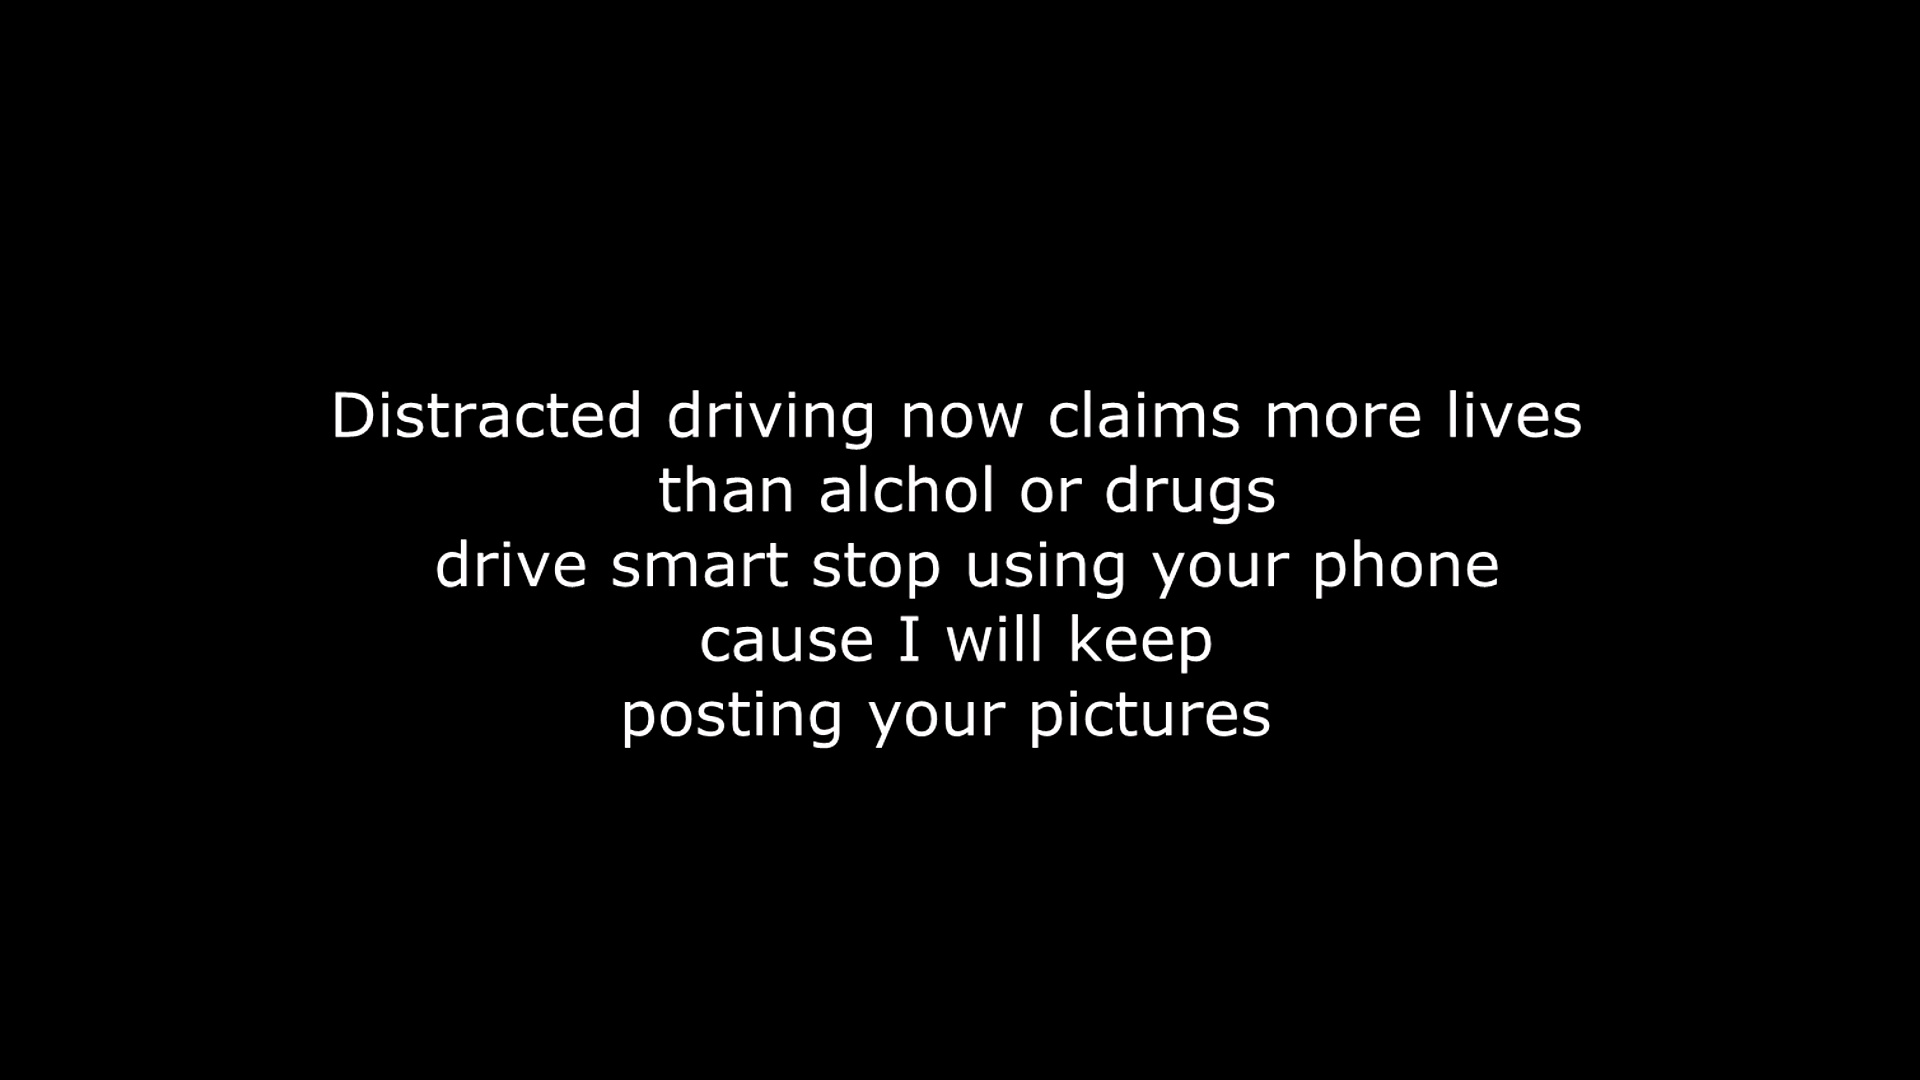 Distracted driving now claims more lives
than alchol or drugs
drive smart stop using your phone
cause I will keep
posting your pictures